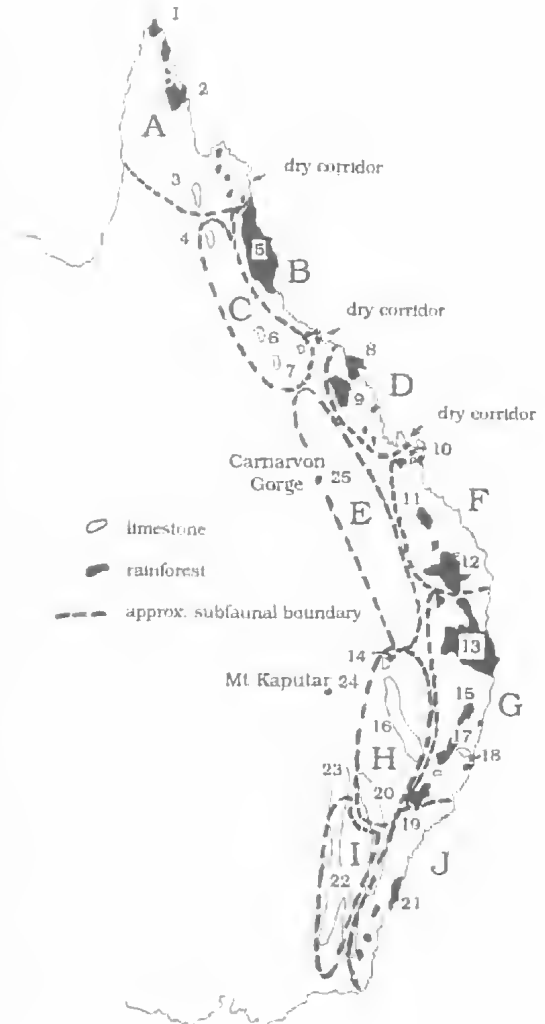 1
2
A
3
dry corridor
4
5
B
C
6
7
dry corridor
8
D
9
dry corridor
10
Carnarvon
Gorge
25
E
11
F
limestone
rainforest
12
approx. subfaunal boundary
14
13
Mt Kaputar 24
15
G
16
17
18
H
23
20
19
I
J
22
21